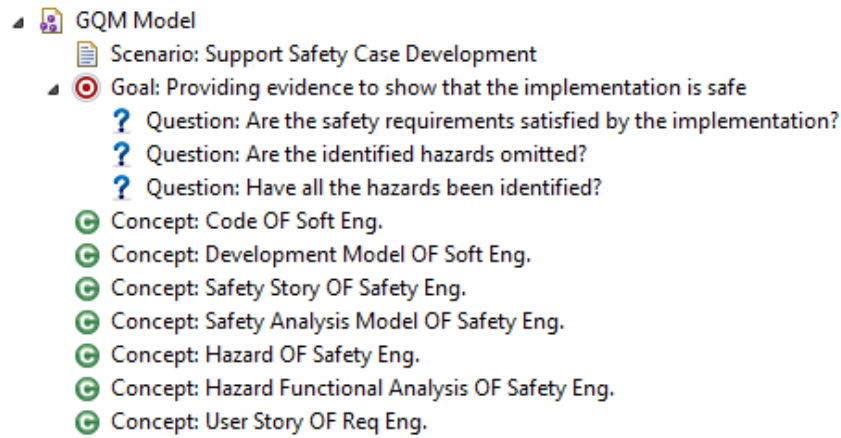 GQM Model
Scenario: Support Safety Case Development
Goal: Providing evidence to show that the implementation is safe
Question: Are the safety requirements satisfied by the implementation?
Question: Are the identified hazards omitted?
Question: Have all the hazards been identified?
Concept: Code OF Soft Eng.
Concept: Development Model OF Soft Eng.
Concept: Safety Story OF Safety Eng.
Concept: Safety Analysis Model OF Safety Eng.
Concept: Hazard OF Safety Eng.
Concept: Hazard Functional Analysis OF Safety Eng.
Concept: User Story OF Req Eng.